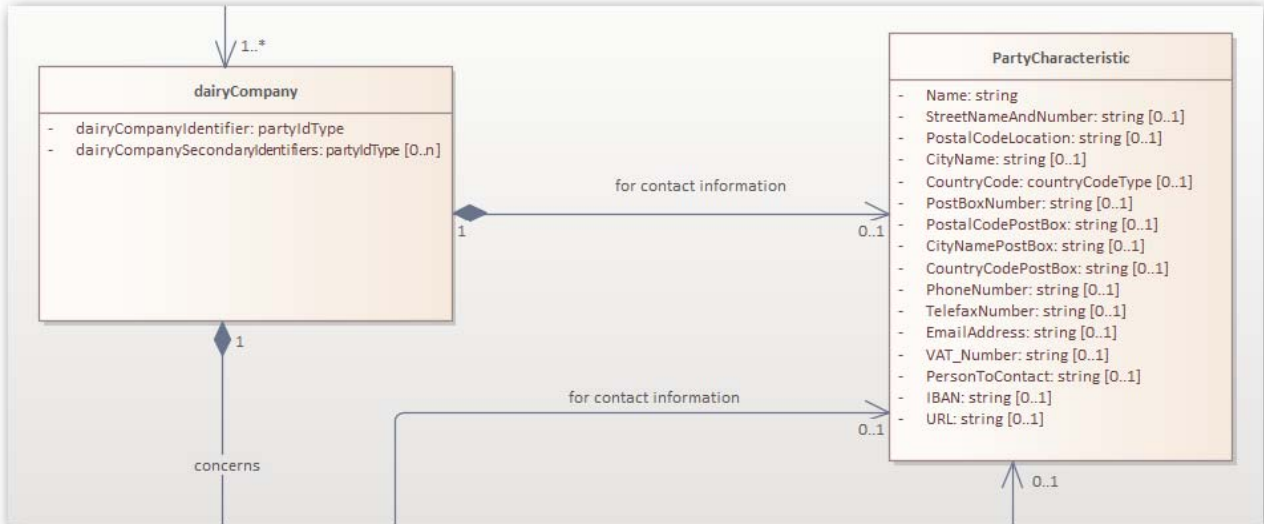 1..*
dairyCompany
- dairyCompanyIdentifier: partyIdType
- dairyCompanySecondaryIdentifiers: partyIdType [0..n]
1
for contact information
0..1
1
concerns
for contact information
0..1
PartyCharacteristic
- Name: string
- StreetNameAndNumber: string [0..1]
- PostalCodeLocation: string [0..1]
- CityName: string [0..1]
- CountryCode: countryCodeType [0..1]
- PostBoxNumber: string [0..1]
- PostalCodePostBox: string [0..1]
- CityNamePostBox: string [0..1]
- CountryCodePostBox: string [0..1]
- PhoneNumber: string [0..1]
- TelefaxNumber: string [0..1]
- EmailAddress: string [0..1]
- VAT_Number: string [0..1]
- PersonToContact: string [0..1]
- IBAN: string [0..1]
- URL: string [0..1]
0..1